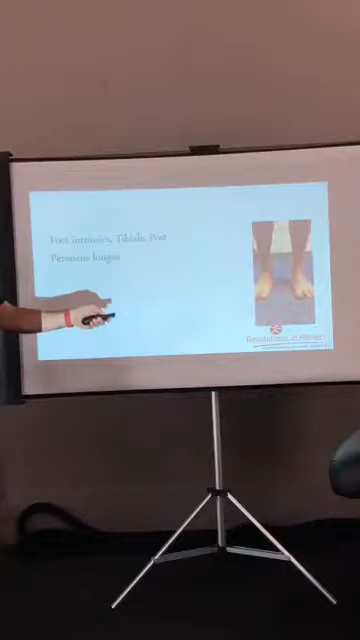 Foot intrinsics, Tibialis Post
Peroneus longus
Revolutions in Fitness